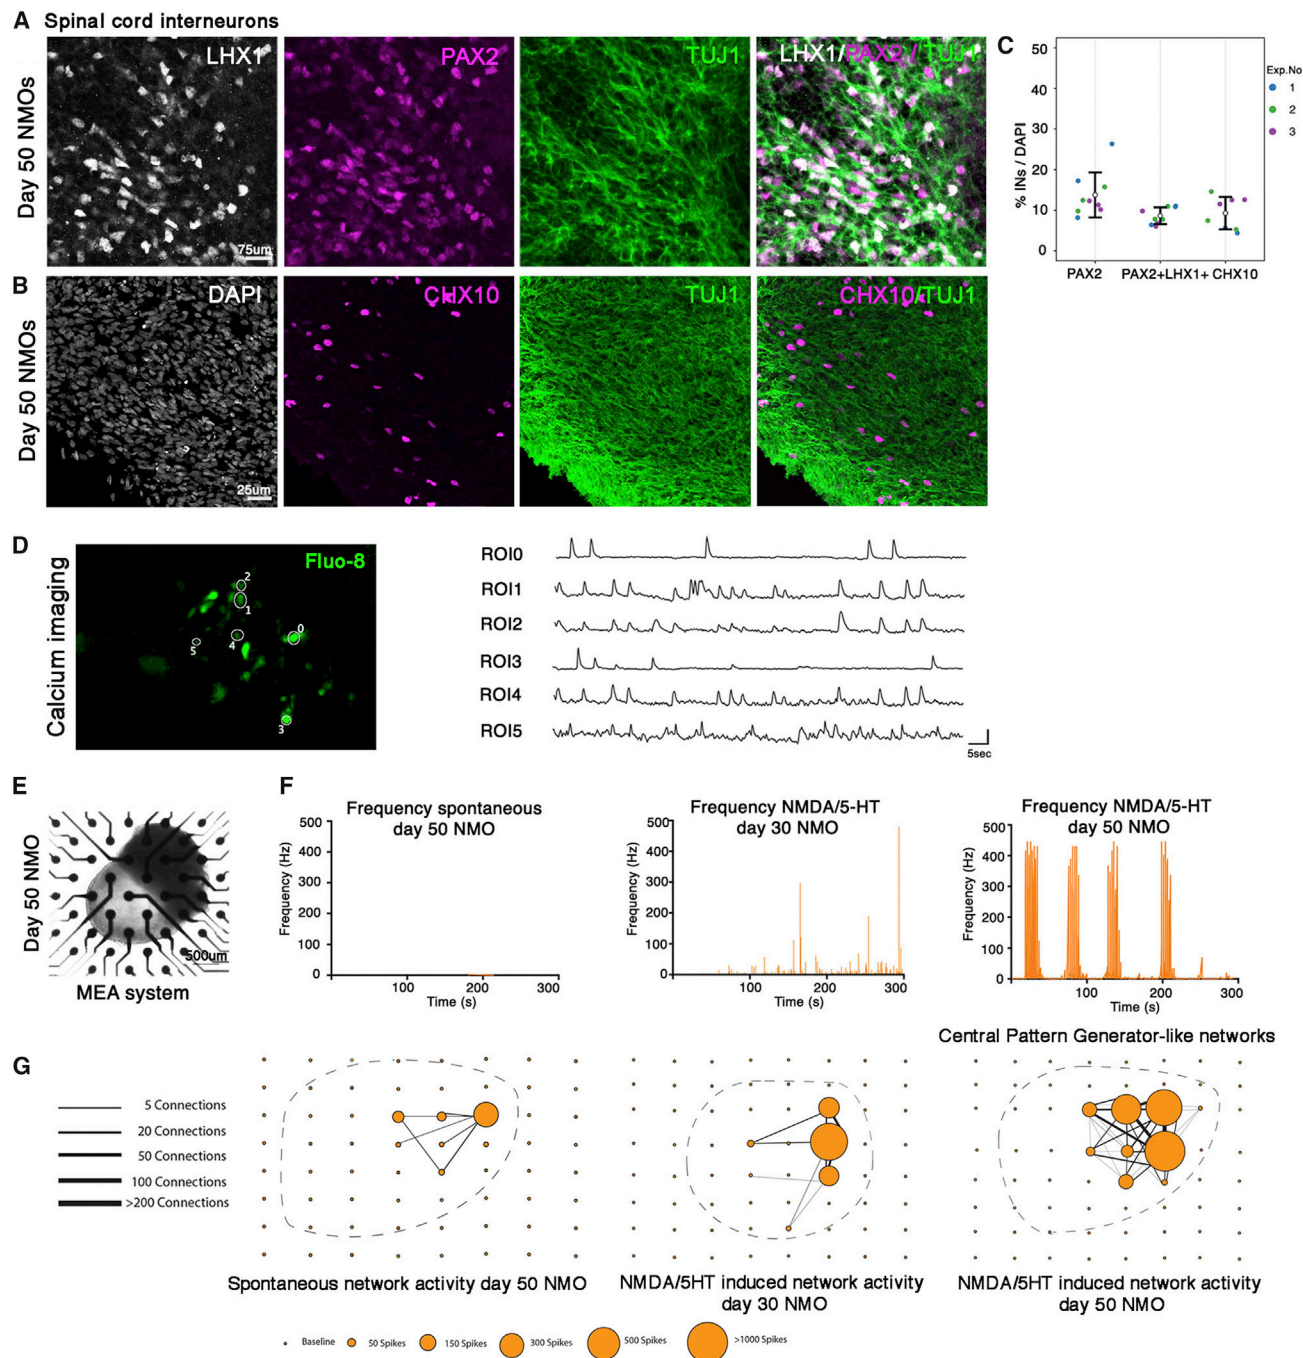 A Spinal cord interneurons
Day 50 NMOs
LHX1
75um
PAX2
TUJ1
LHX1/PAX2 / TUJ1
C
% INs / DAPI
50
40
30
20
10
0
PAX2
PAX2+LHX1+
CHX10
Exp.No
1
2
3
B
Day 50 NMOs
DAPI
25um
CHX10
TUJ1
CHX10/TUJ1
D
Calcium imaging
Fluo-8
2
1
0
4
5
3
ROI0
ROI1
ROI2
ROI3
ROI4
ROI5
5sec
E
Day 50 NMO
500um
MEA system
F
Frequency spontaneous
day 50 NMO
Frequency (Hz)
500
400
300
200
100
0
100
200
300
Time (s)
Frequency NMDA/5-HT
day 30 NMO
Frequency (Hz)
500
400
300
200
100
0
100
200
300
Time (s)
Frequency NMDA/5-HT
day 50 NMO
Frequency (Hz)
500
400
300
200
100
0
100
200
300
Time (s)
Central Pattern Generator-like networks
G
5 Connections
20 Connections
50 Connections
100 Connections
>200 Connections
Spontaneous network activity day 50 NMO
NMDA/5HT induced network activity
day 30 NMO
NMDA/5HT induced network activity
day 50 NMO
Baseline
50 Spikes
150 Spikes
300 Spikes
500 Spikes
>1000 Spikes